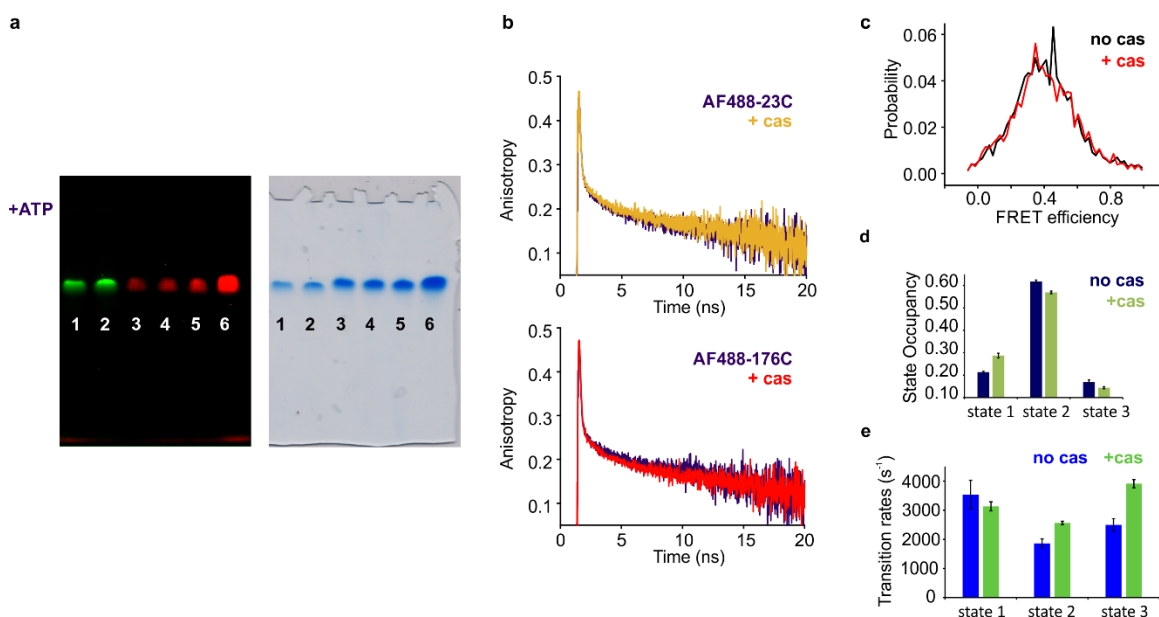 a
+ATP
1 2 3 4 5 6
1 2 3 4 5 6
b
0.5
0.4
0.3
0.2
0.1
Anisotropy
AF488-23C
+ cas
0 5 10 15 20
Time (ns)
0.5
0.4
0.3
0.2
0.1
Anisotropy
AF488-176C
+ cas
0 5 10 15 20
Time (ns)
c
0.06
0.04
0.02
0.00
Probability
no cas
+ cas
0.0 0.4 0.8
FRET efficiency
d
0.60
0.30
0.20
0.10
State Occupancy
no cas
+cas
state 1 state 2 state 3
e
4000
3000
2000
1000
0
Transition rates (s⁻¹)
no cas +cas
state 1 state 2 state 3